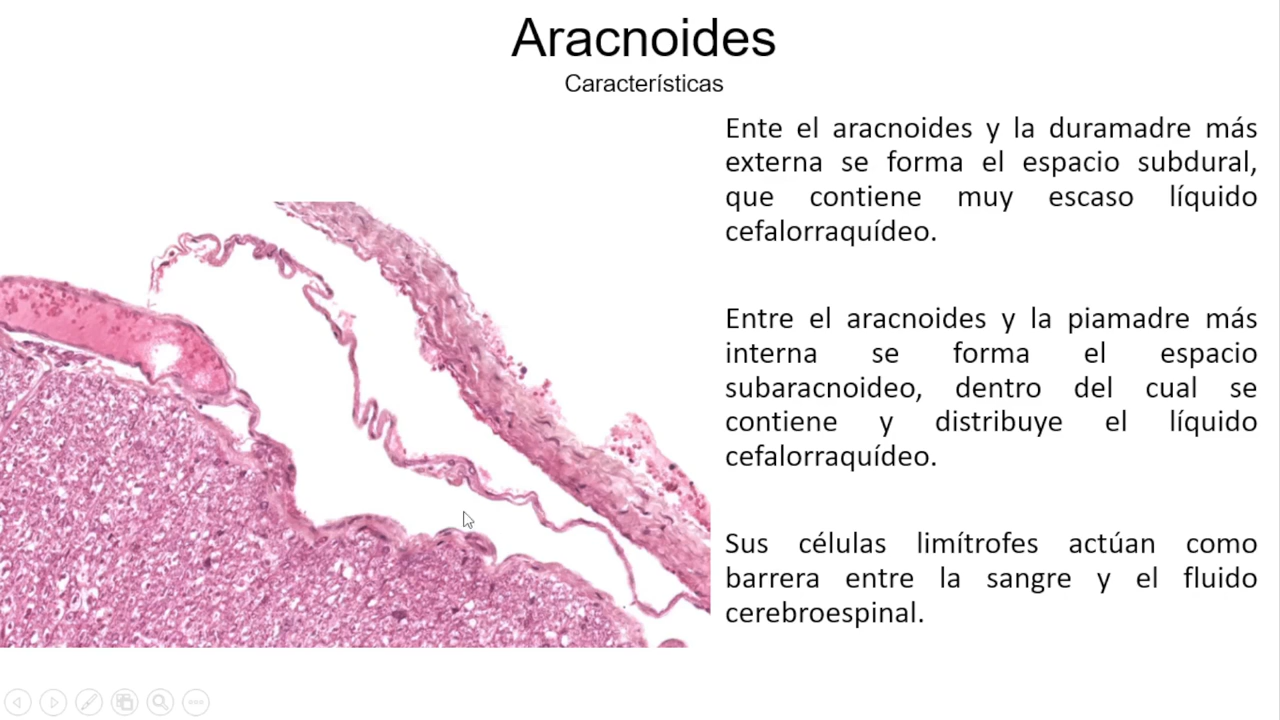 Aracnoides
Características
Ente el aracnoides y la duramadre más
externa se forma el espacio subdural,
que contiene muy escaso líquido
cefalorraquídeo.
Entre el aracnoides y la piamadre más
interna se forma el espacio
subaracnoideo, dentro del cual se
contiene y distribuye el líquido
cefalorraquídeo.
Sus células limítrofes actúan como
barrera entre la sangre y el fluido
cerebroespinal.